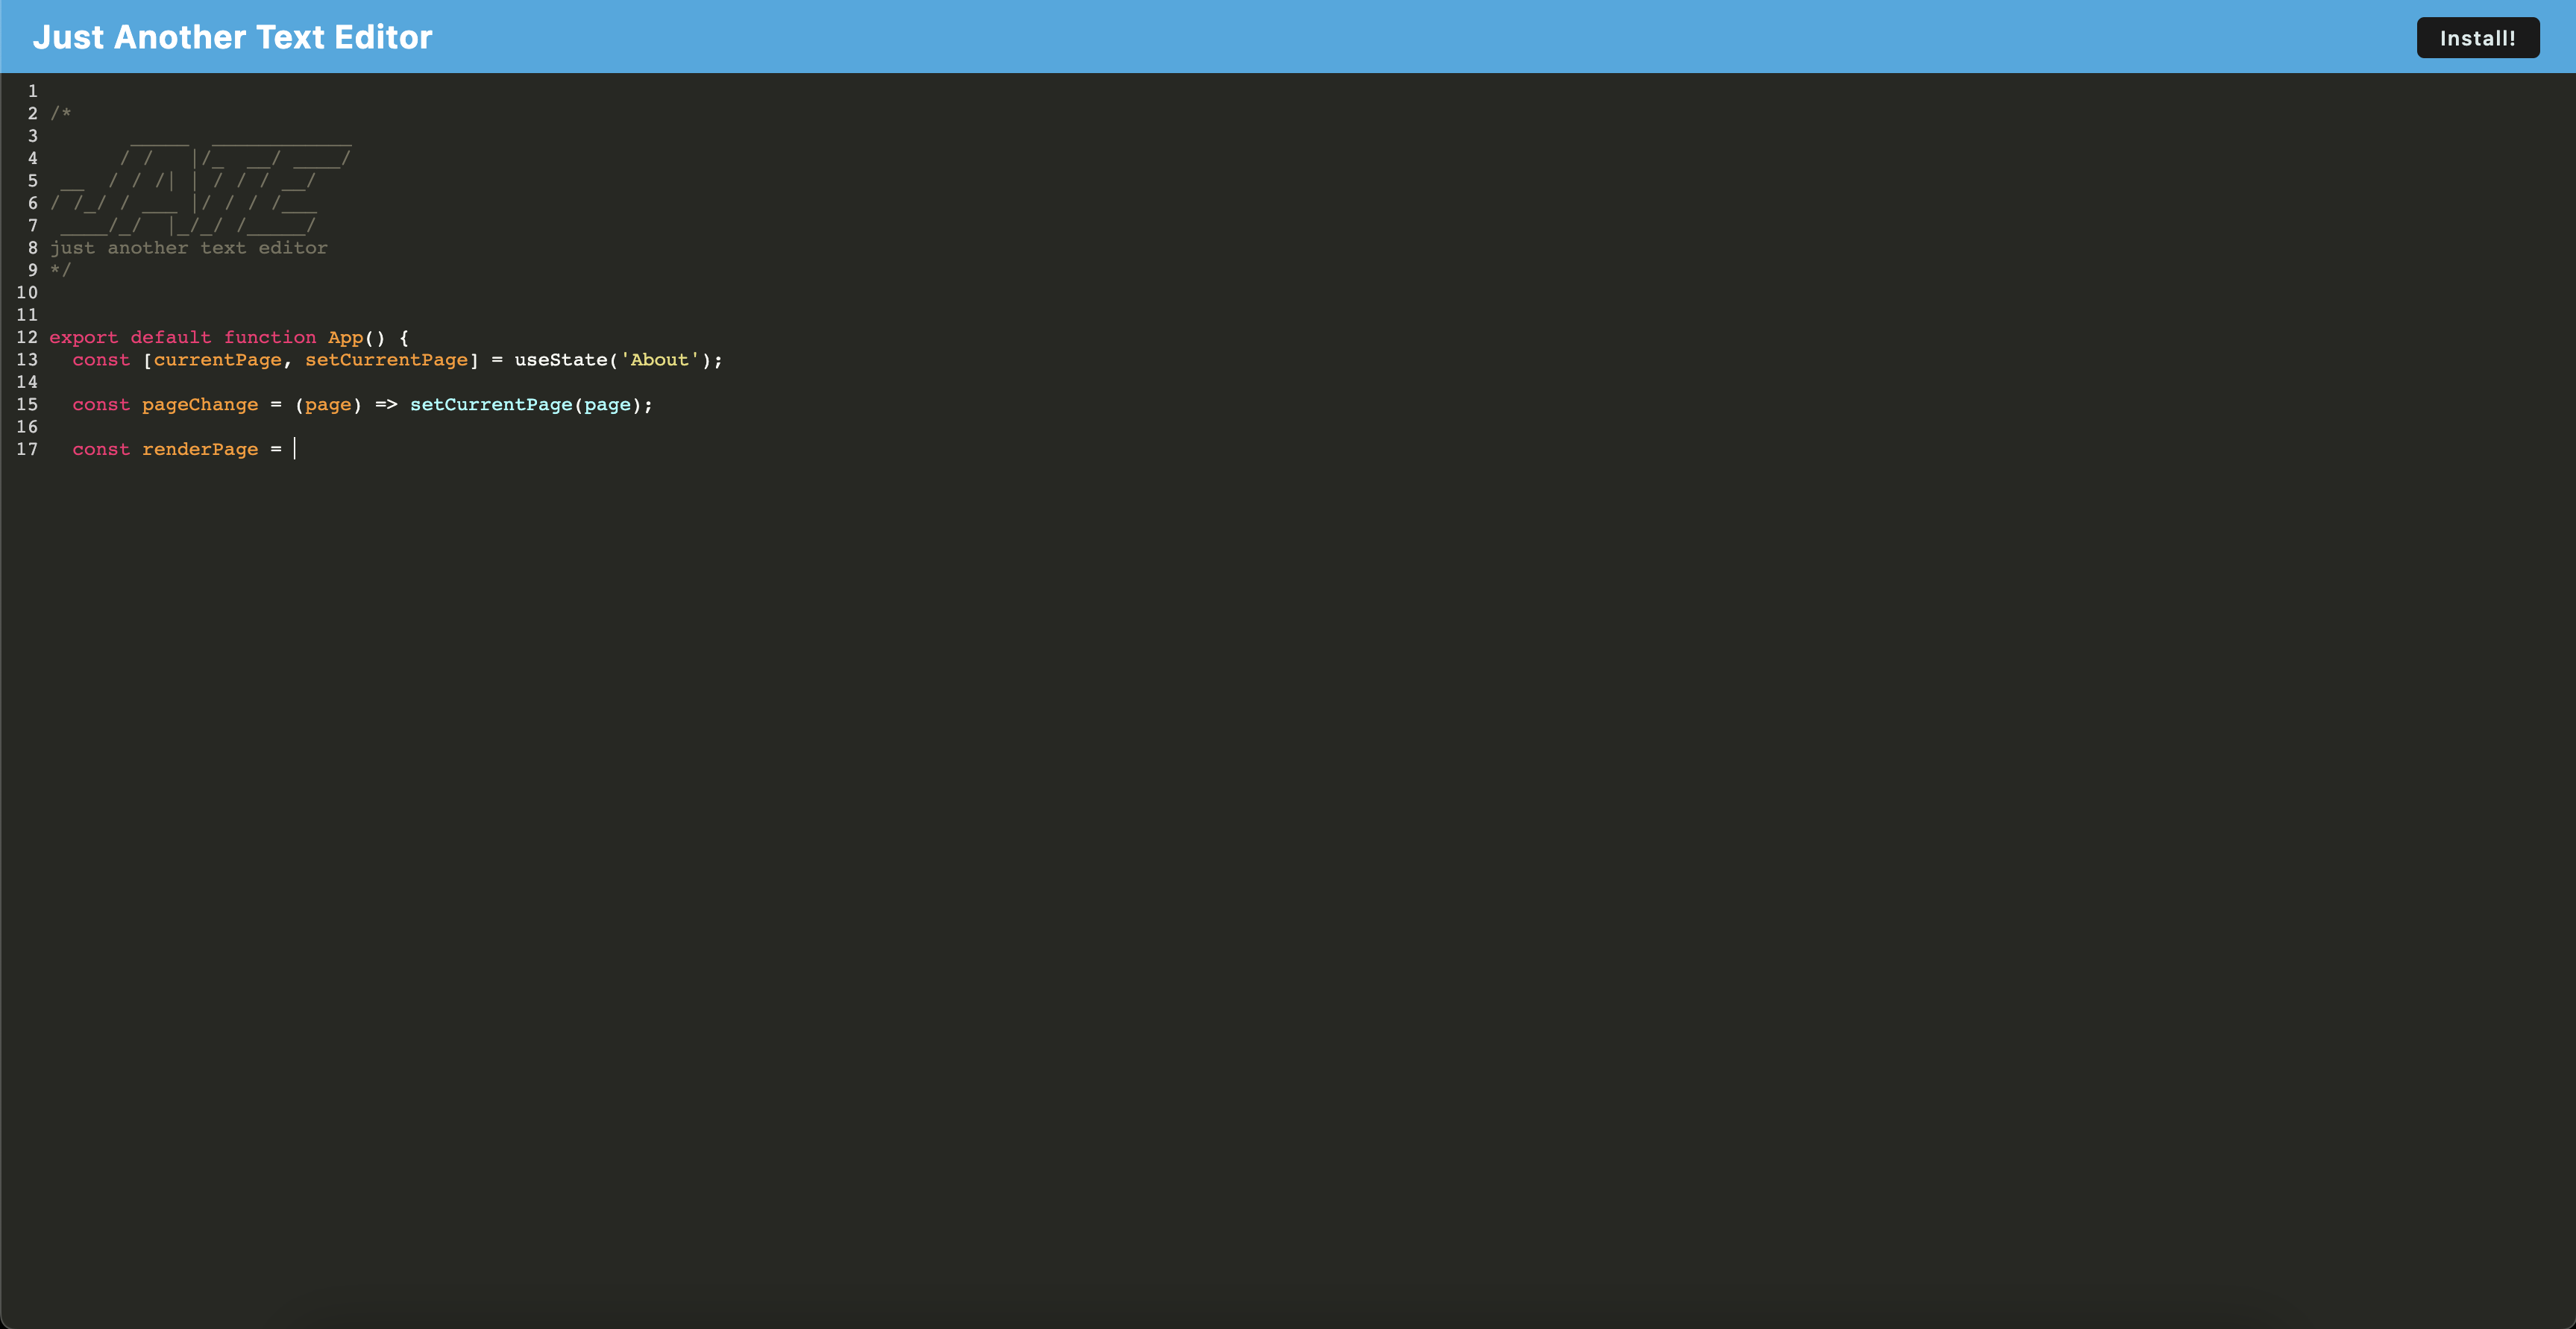 Just Another Text Editor
Install!
1
2 /*
3        _____  ____________
4       / /   |/_  __/ ____/
5  __  / / /| | / / / __/
6 / /_/ / ___ |/ / / /___
7  ____/_/  |_/_/ /_____/
8 just another text editor
9 */
10
11
12 export default function App() {
13   const [currentPage, setCurrentPage] = useState('About');
14
15   const pageChange = (page) => setCurrentPage(page);
16
17   const renderPage =